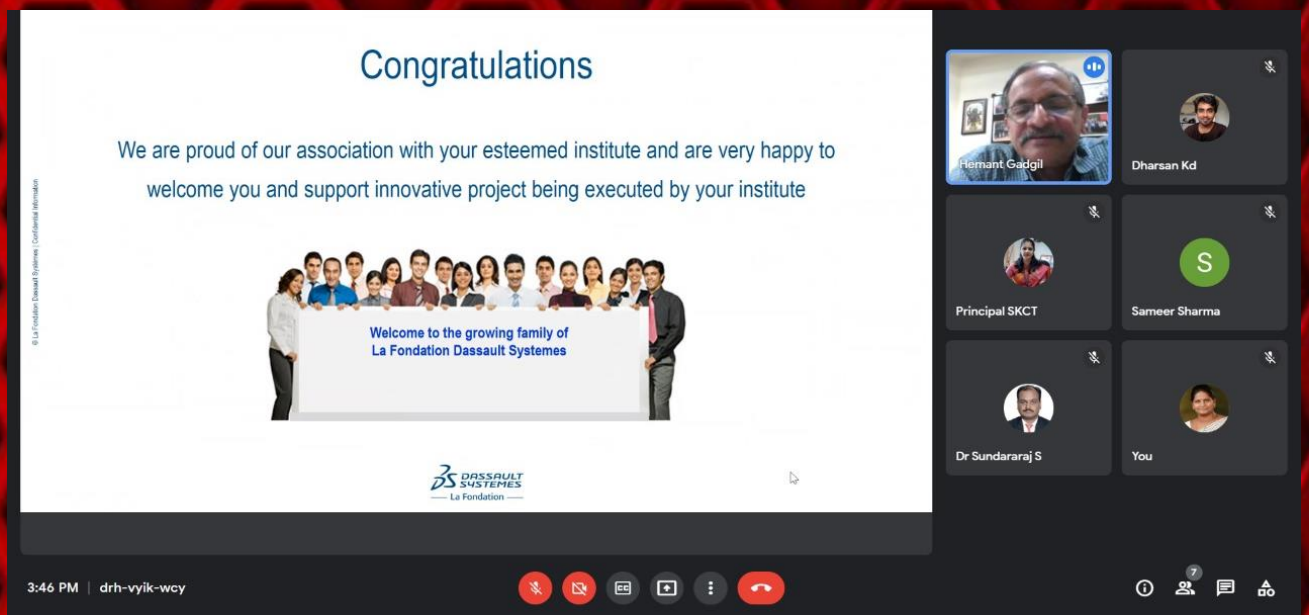 Congratulations
We are proud of our association with your esteemed institute and are very happy to
welcome you and support innovative project being executed by your institute
© La Fondation Dassault Systèmes | Confidential Information
Welcome to the growing family of
La Fondation Dassault Systemes
DASSAULT
SYSTEMES
La Fondation
Hemant Gadgil
Dharsan Kd
Principal SKCT
S
Sameer Sharma
Dr Sundararaj S
You
3:46 PM | drh-vyik-wcy
CC
7